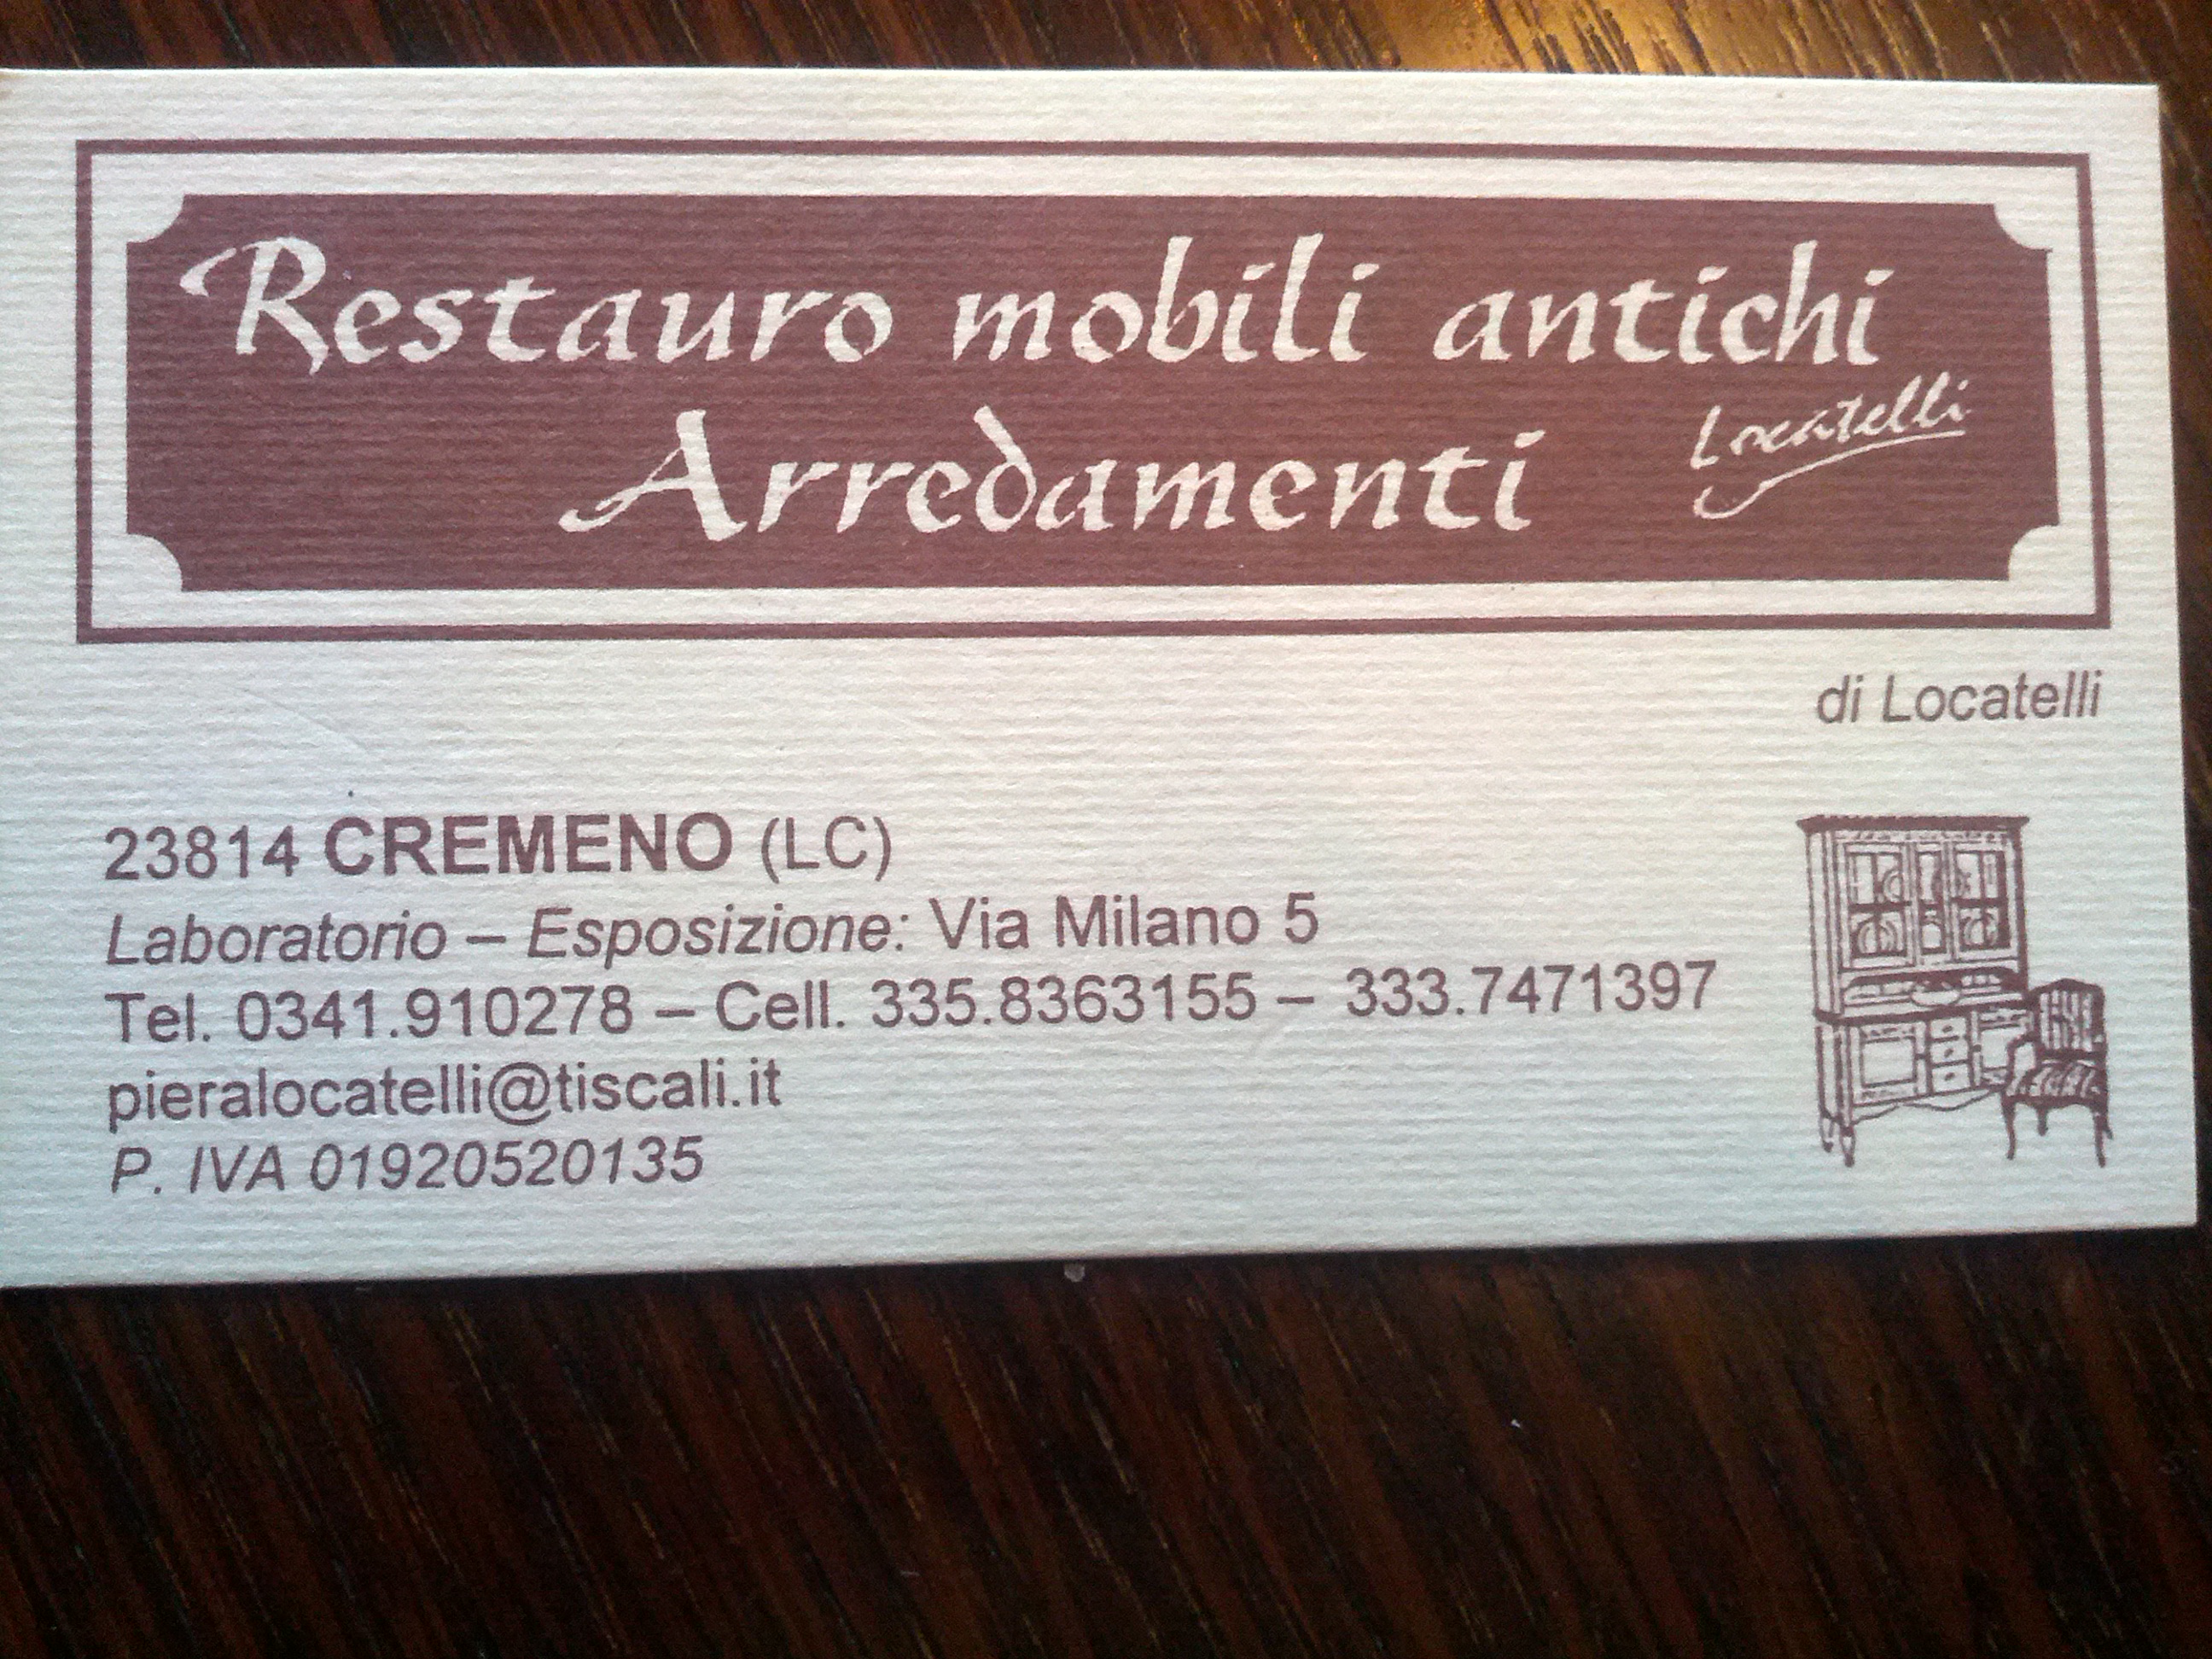 Restauro mobili antichi
Arredamenti
Locatelli
di Locatelli
23814 CREMENO (LC)
Laboratorio – Esposizione: Via Milano 5
Tel. 0341.910278 – Cell. 335.8363155 – 333.7471397
pieralocatelli@tiscali.it
P. IVA 01920520135